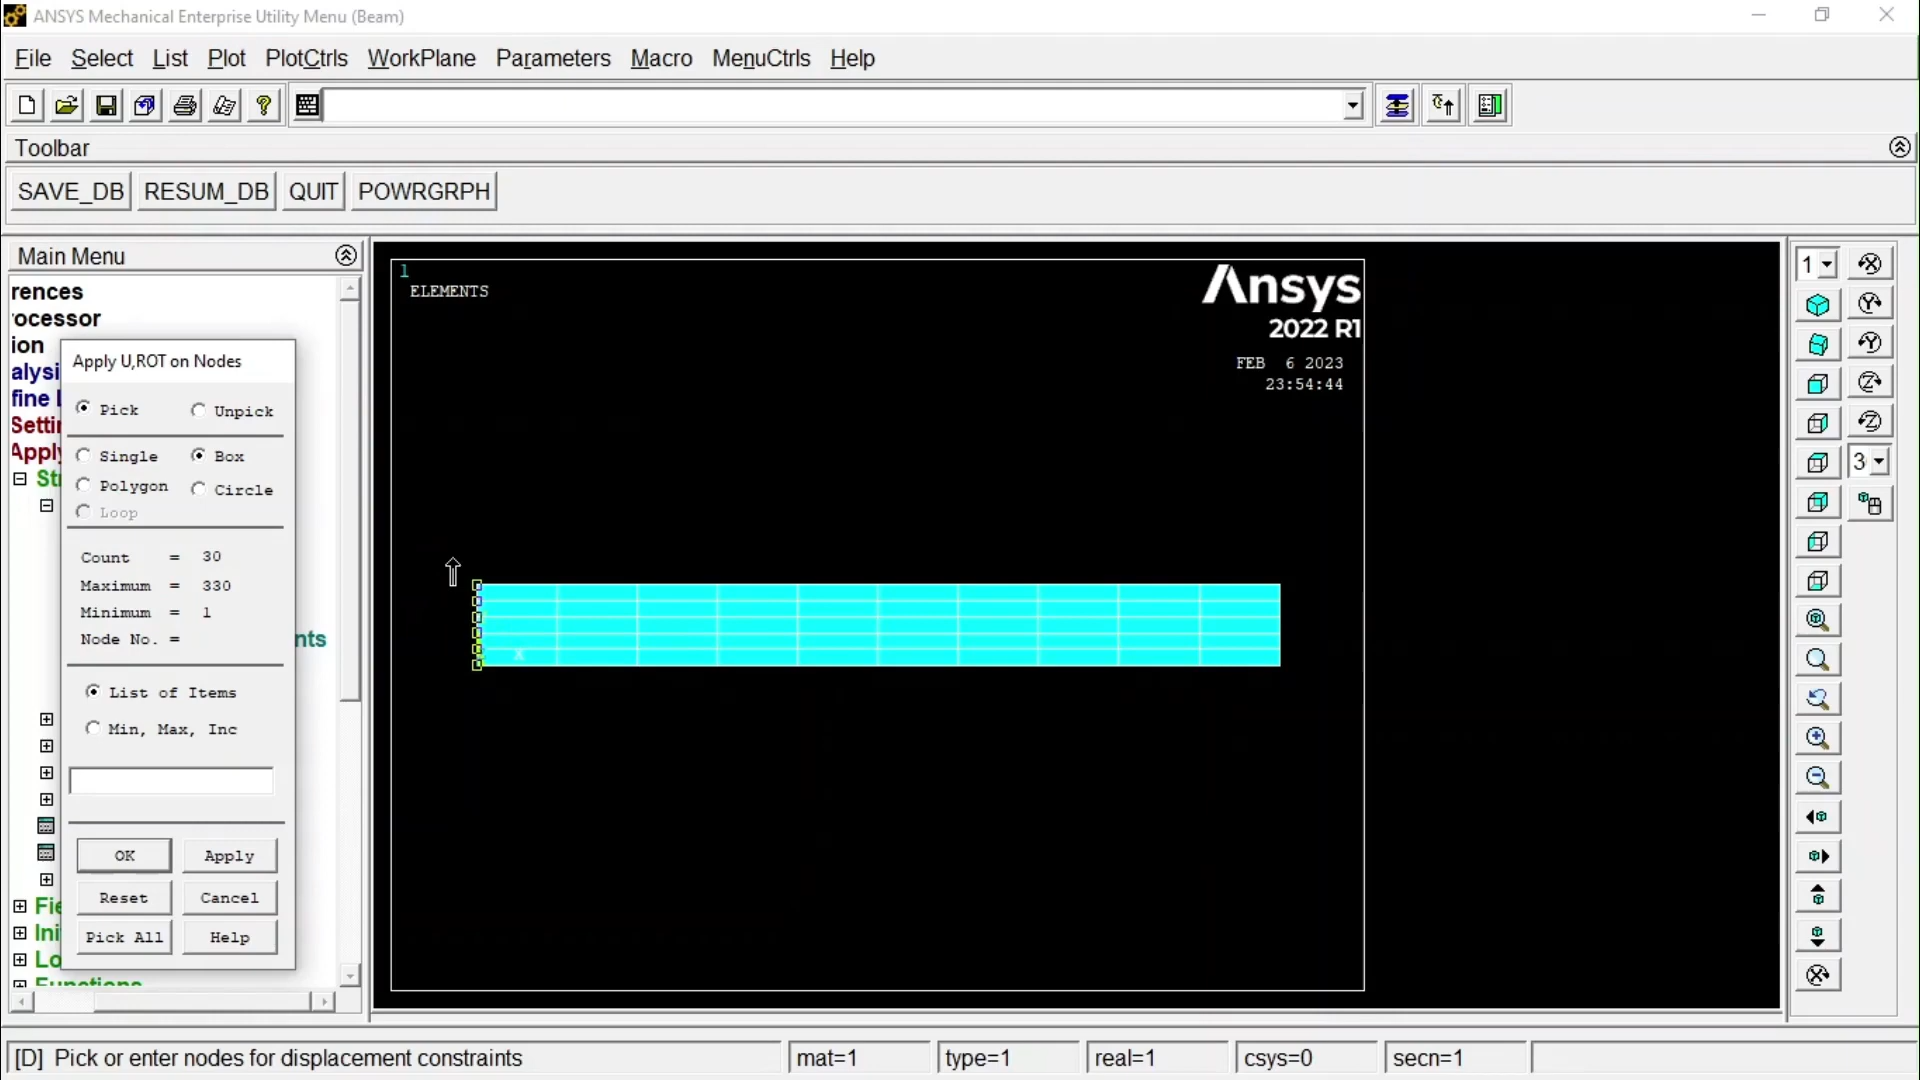 ANSYS Mechanical Enterprise Utility Menu (Beam)
File Select List Plot PlotCtrls WorkPlane Parameters Macro MenuCtrls Help
Toolbar
SAVE_DB RESUM_DB QUIT POWRGRPH
Main Menu
rences
ocessor
ion
alysi
fine
Settin
Apply
Str
nts
Fie
Ini
Lo
Functions
Apply U,ROT on Nodes
Pick Unpick
Single Box
Polygon Circle
Loop
Count = 30
Maximum = 330
Minimum = 1
Node No. =
List of Items
Min, Max, Inc
OK Apply
Reset Cancel
Pick All Help
1
ELEMENTS
Ansys
2022 R1
FEB 6 2023
23:54:44
X
1
3
[D] Pick or enter nodes for displacement constraints
mat=1
type=1
real=1
csys=0
secn=1